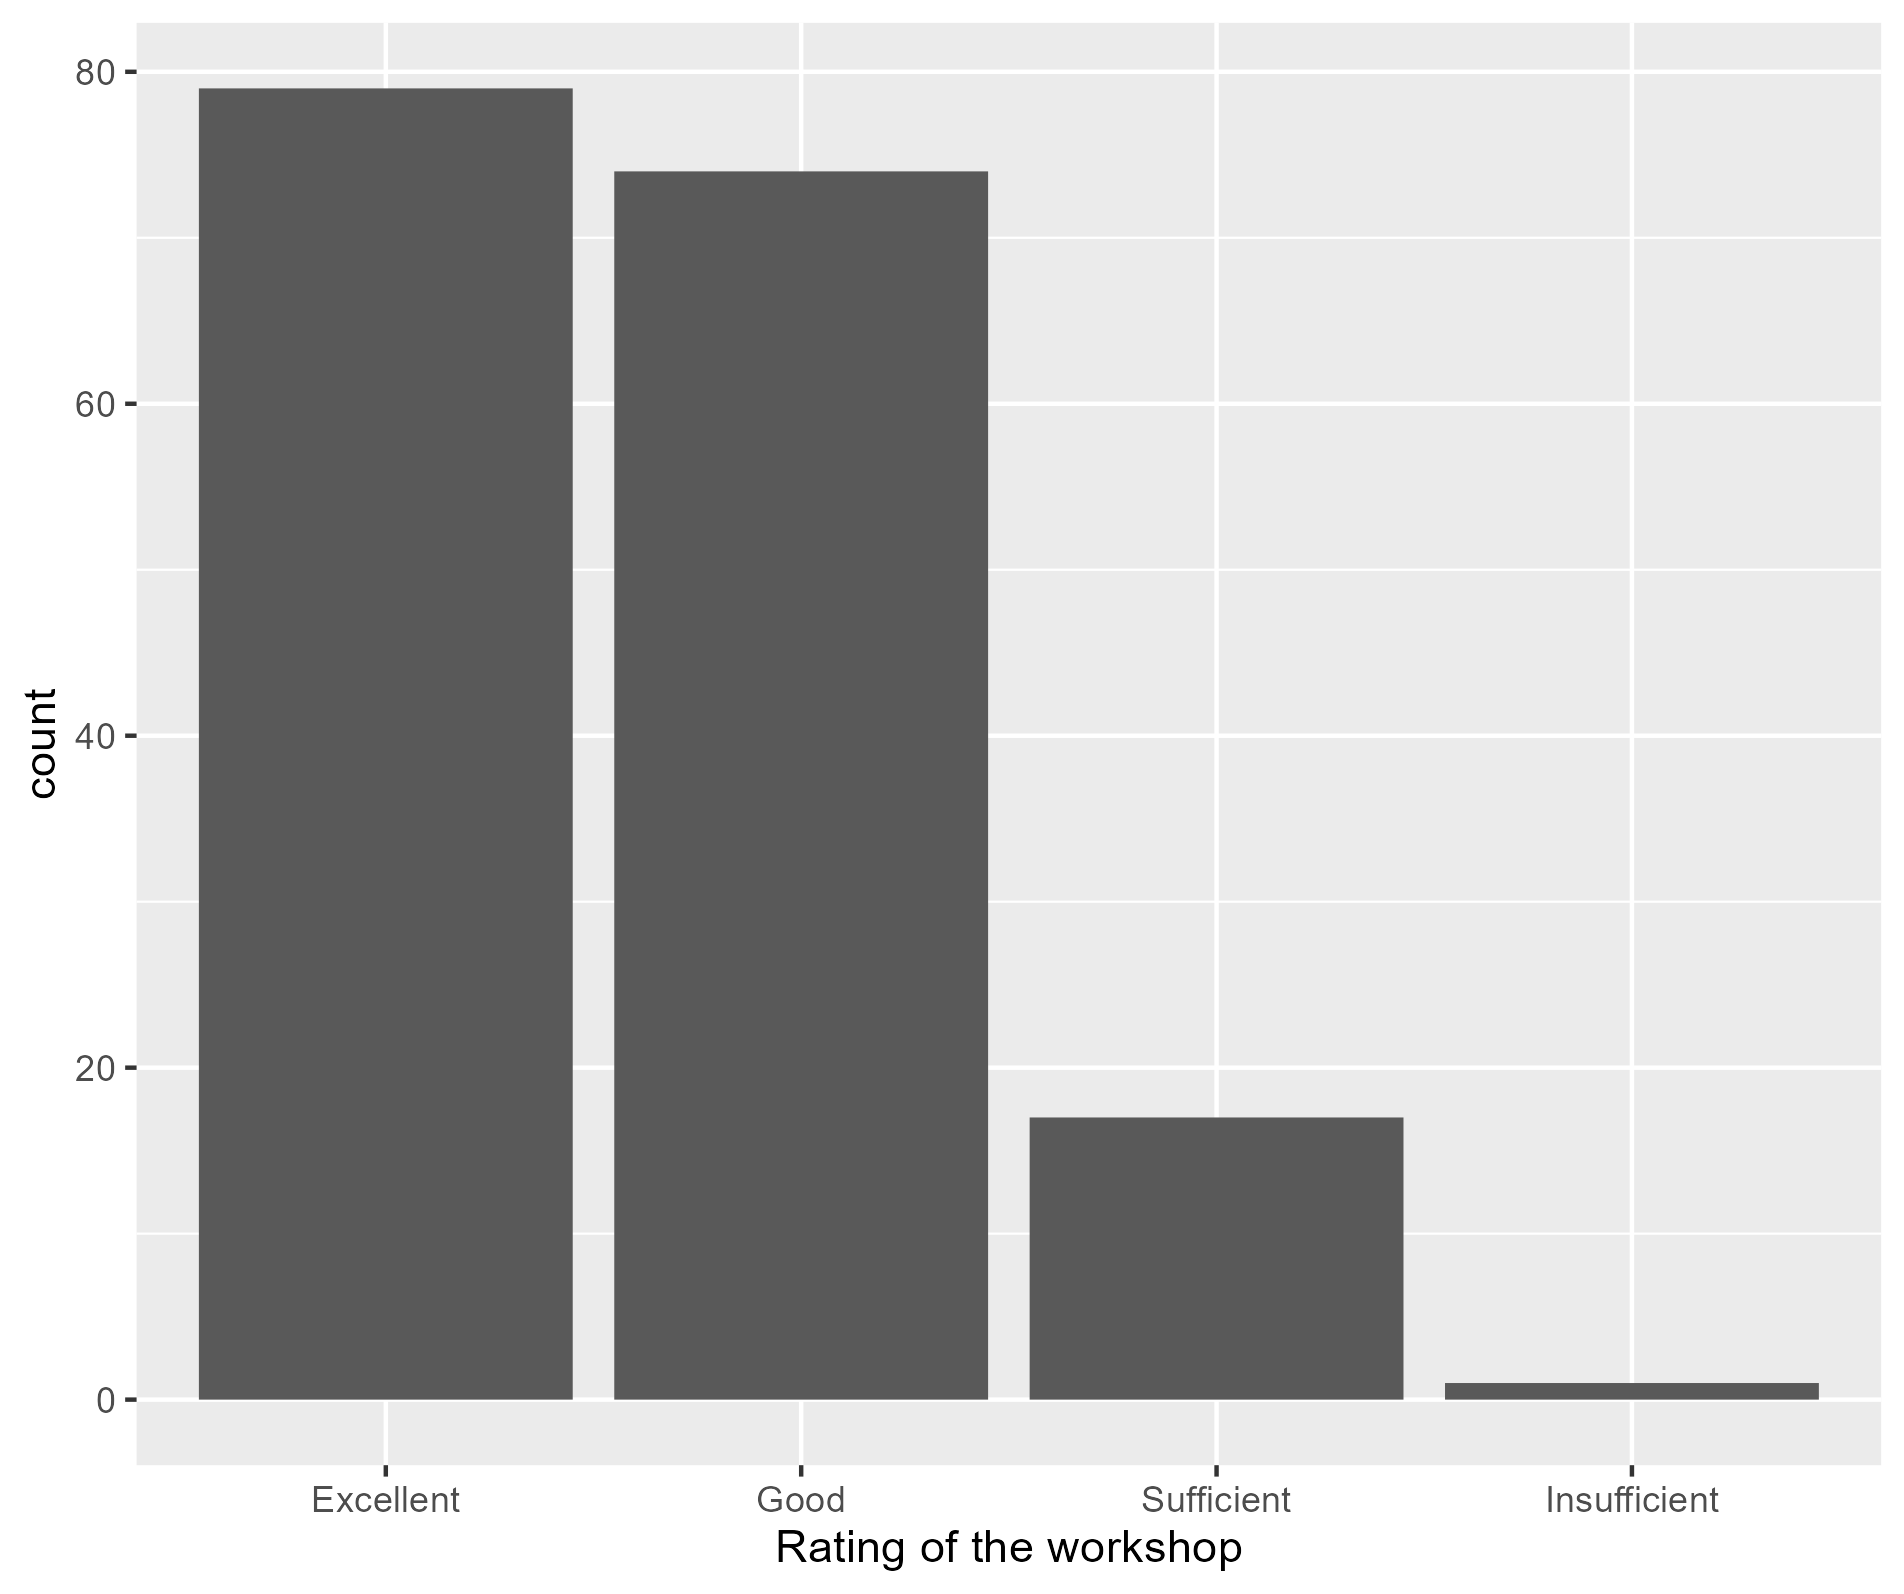 count
80
60
40
20
0
Excellent Good Sufficient Insufficient
Rating of the workshop